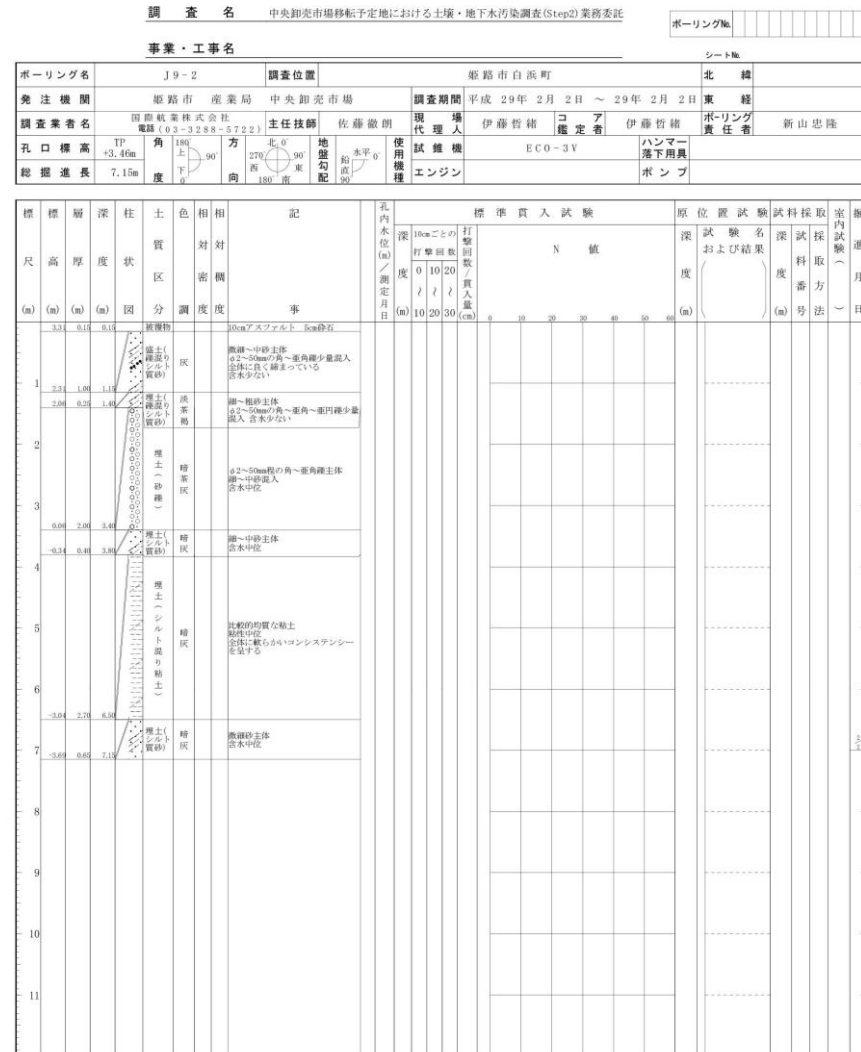 調査名 中央卸売市場移転予定地における土壌・地下水汚染調査(Step2)業務委託
ボーリングNo.
事業・工事名
シートNo.
ボーリング名 J9-2 調査位置 姫路市白浜町 北緯
発注機関 姫路市 産業局 中央卸売市場 調査期間 平成 29年 2月 2日 ～ 29年 2月 2日 東経
調査業者名 国際航業株式会社 電話(03-3288-5722) 主任技師 佐藤徹朗 現場代理人 伊藤哲緒 コア鑑定者 伊藤哲緒 ボーリング責任者 新山忠隆
孔口標高 TP +3.46m 角度 180° 上 下 0° 90° 方向 北 0° 270° 西 90° 東 180° 南 地盤勾配 水平 0° 鉛直 90° 使用機種 試錐機 ECO-3V ハンマー落下用具
総掘進長 7.15m エンジン ポンプ
標尺(m) 標高(m) 層厚(m) 深度(m) 柱状図 土質区分 色調 相対密度 相対稠度 記事 孔内水位(m)/測定月日 標準貫入試験 原位置試験 試料採取 室内試験( ) 掘進月日
深度(m) 10cmごとの打撃回数 打撃回数/貫入量(cm) N値 深度(m) 試験名および結果 深度(m) 試料番号 採取方法
0～10 10～20 20～30
0 10 20 30 40 50 60
3.31 0.15 0.15 被覆物 10cmアスファルト 5cm砕石
盛土(礫混りシルト質砂) 灰 微細～中砂主体
φ2～50mmの角～亜角礫少量混入
全体に良く締まっている
含水少ない
1
2.31 1.00 1.15
埋土(礫混りシルト質砂) 淡茶褐 細～粗砂主体
φ2～50mmの角～亜角～亜円礫少量混入 含水少ない
2.06 0.25 1.40
2
埋土(砂礫) 暗茶灰 φ2～50mm程の角～亜角礫主体
細～中砂混入
含水中位
3
0.06 2.00 3.40
埋土(シルト質砂) 暗灰 細～中砂主体
含水中位
-0.34 0.40 3.80
4
埋土(シルト混り粘土) 暗灰 比較的均質な粘土
粘性中位
全体に軟らかいコンシステンシーを呈する
5
6
-3.04 2.70 6.50
埋土(シルト質砂) 暗灰 微細砂主体
含水中位
7
-3.69 0.65 7.15
8
9
10
11